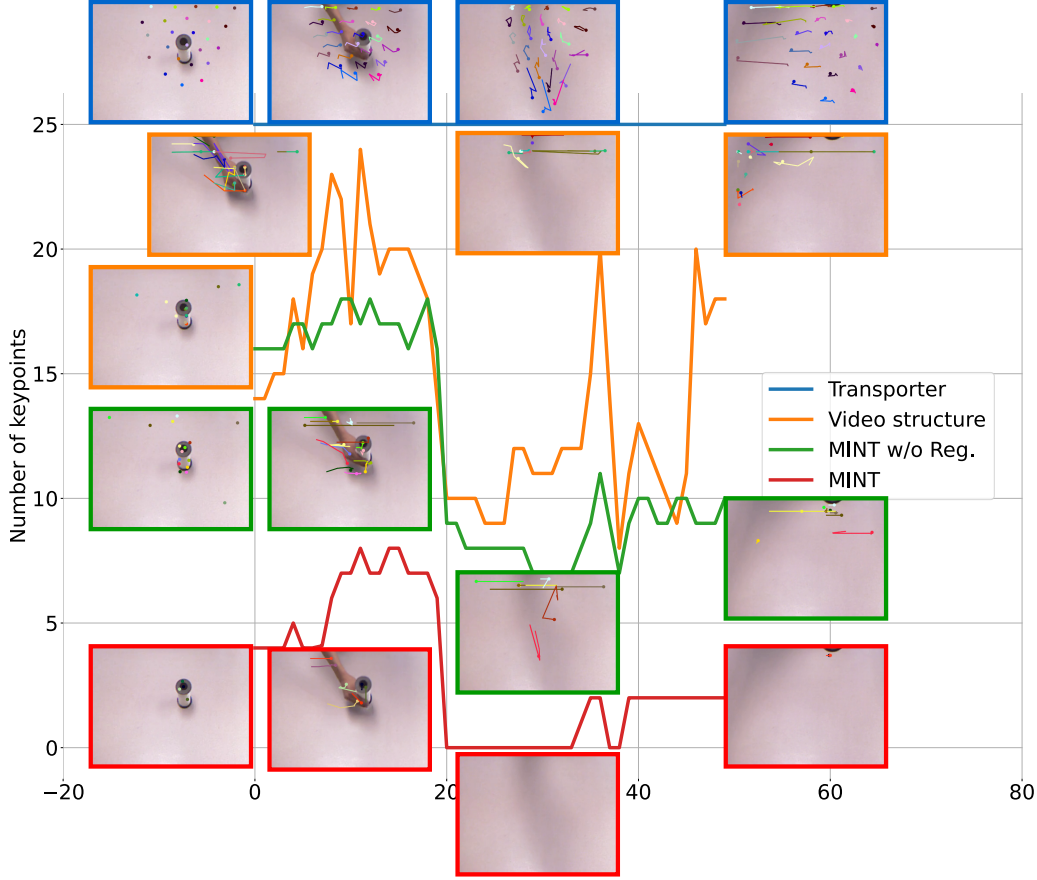 25
20
15
10
5
0
Number of keypoints
Transporter
Video structure
MINT w/o Reg.
MINT
−20
0
20
40
60
80